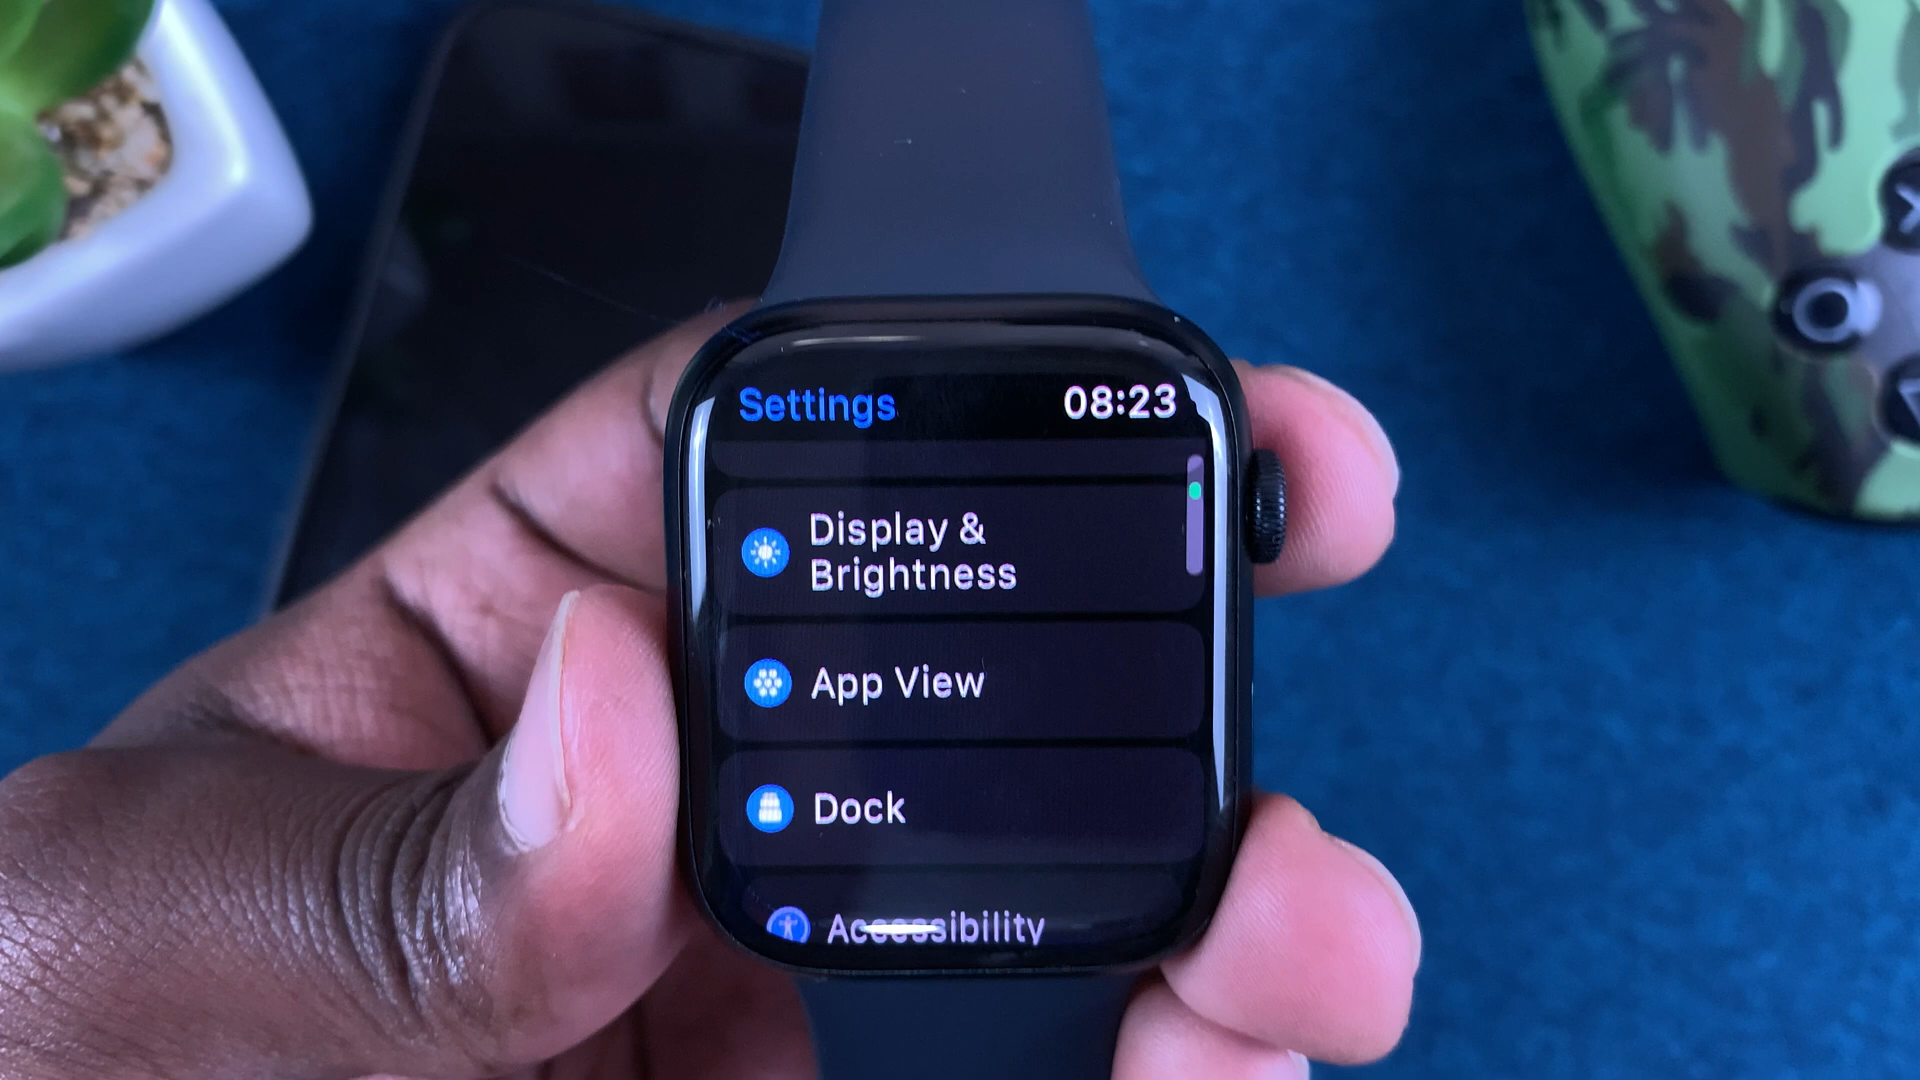 Settings 08:23
Display &
Brightness
App View
Dock
Accessibility